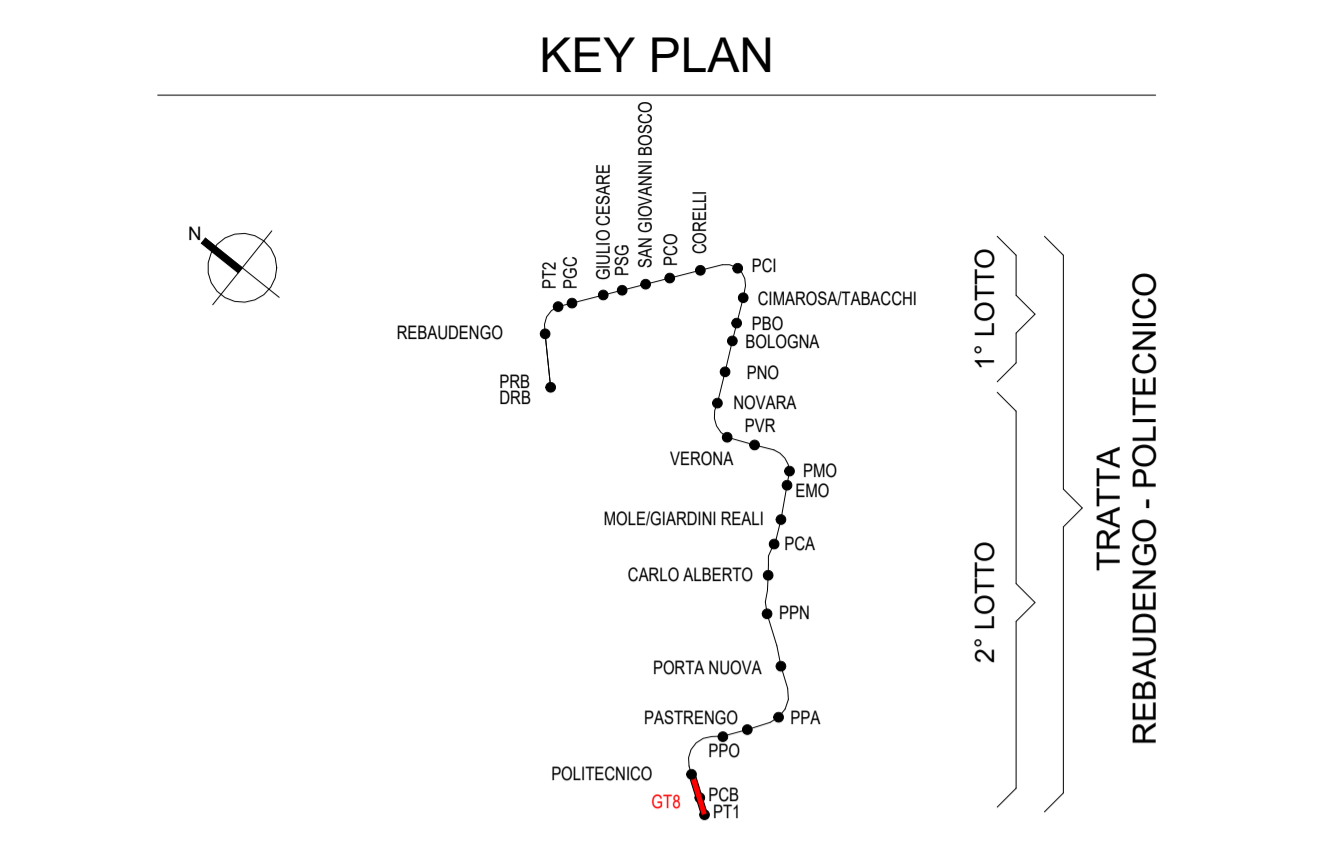 KEY PLAN
N
PT2
PGC
GIULIO CESARE
PSG
SAN GIOVANNI BOSCO
PCO
CORELLI
PCI
CIMAROSA/TABACCHI
REBAUDENGO
PBO
BOLOGNA
PRB
DRB
PNO
NOVARA
PVR
VERONA
PMO
EMO
MOLE/GIARDINI REALI
PCA
CARLO ALBERTO
PPN
PORTA NUOVA
PASTRENGO
PPA
PPO
POLITECNICO
GT8
PCB
PT1
1° LOTTO
2° LOTTO
TRATTA
REBAUDENGO - POLITECNICO